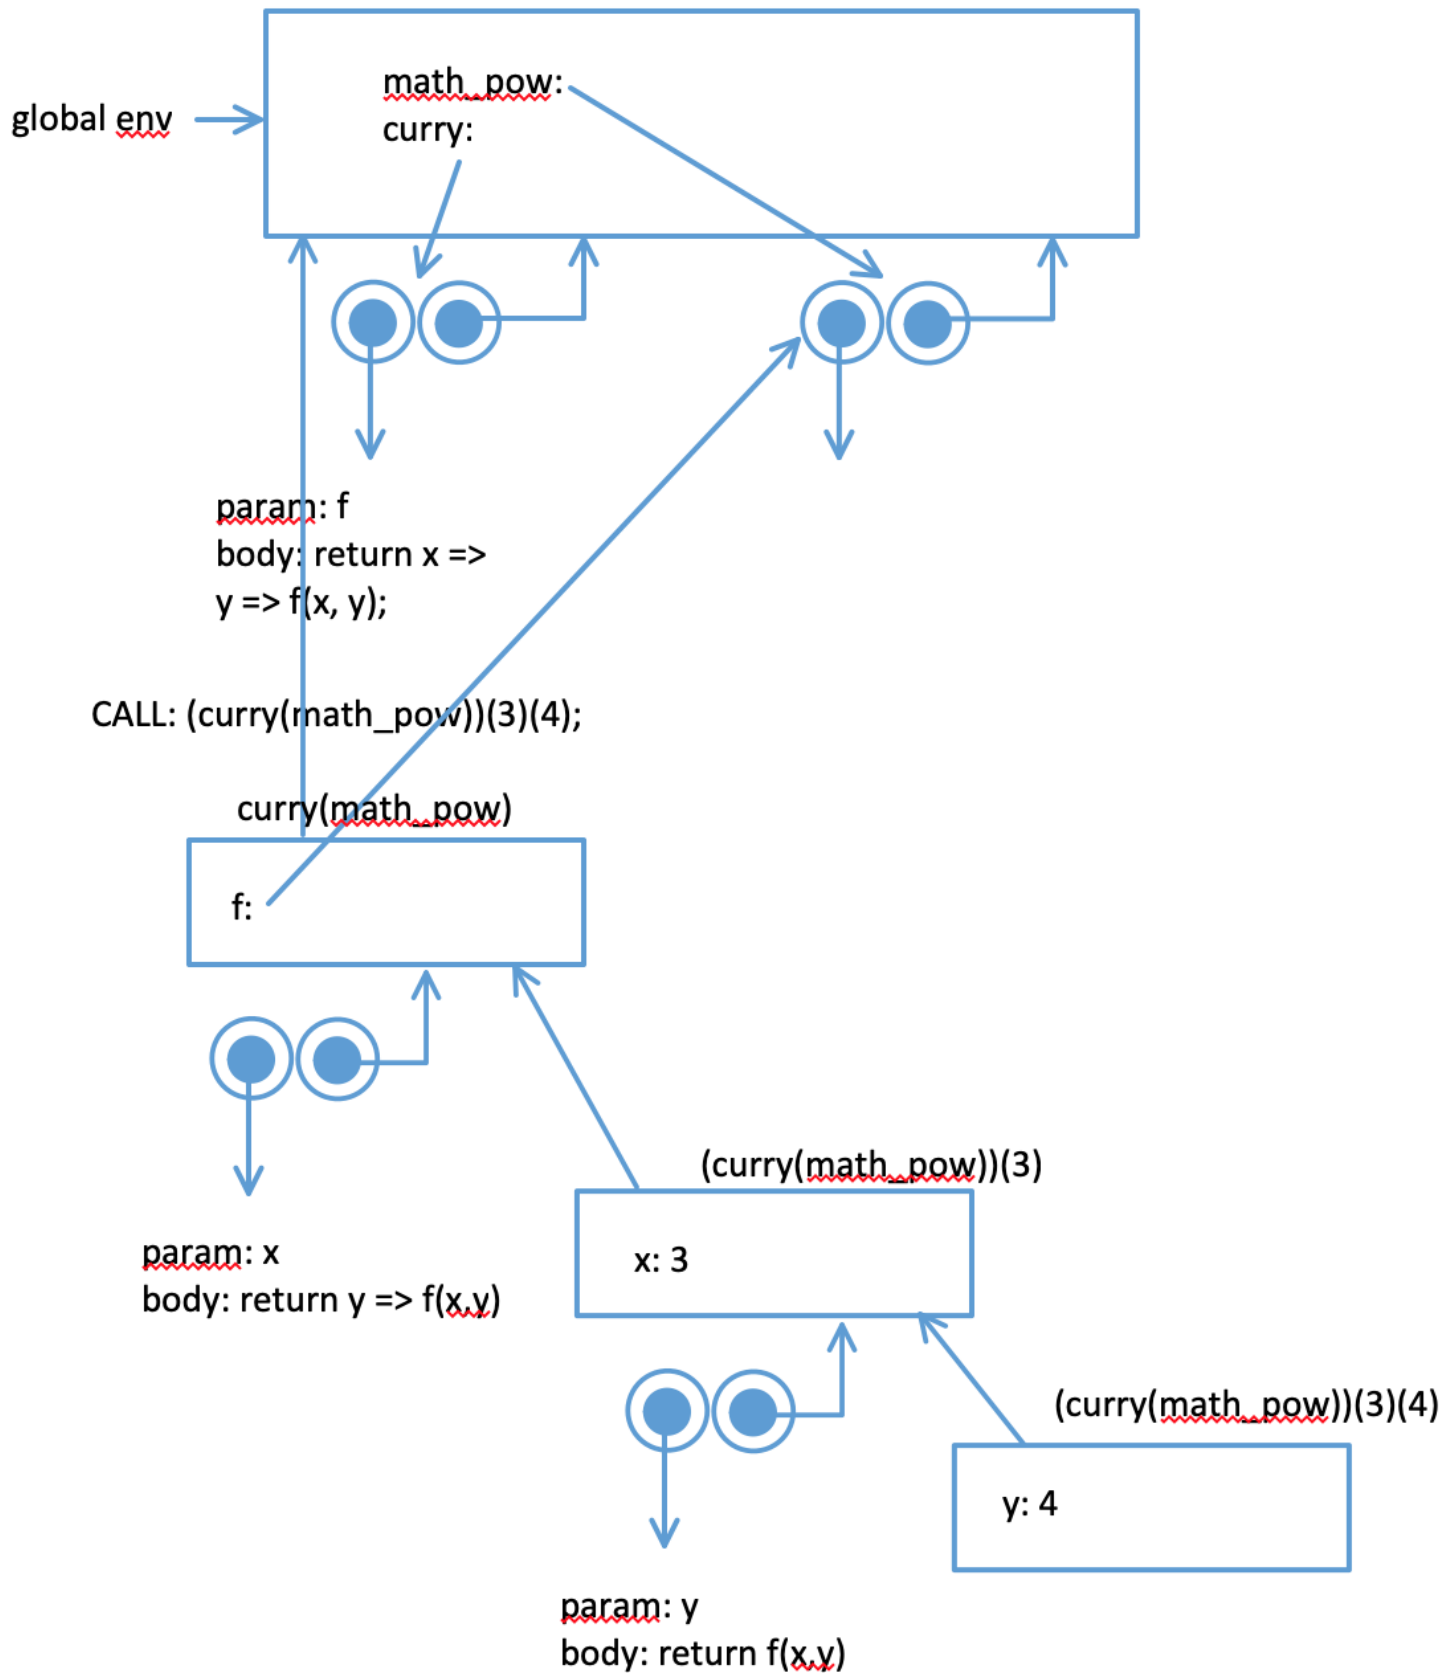 math_pow:
global env
curry:
param: f
body: return x =>
y => f(x, y);
CALL: (curry(math_pow))(3)(4);
curry(math_pow)
f:
(curry(math_pow))(3)
param: x
x: 3
body: return y => f(x,y)
(curry(math_pow))(3)(4)
y: 4
param: y
body: return f(x,y)